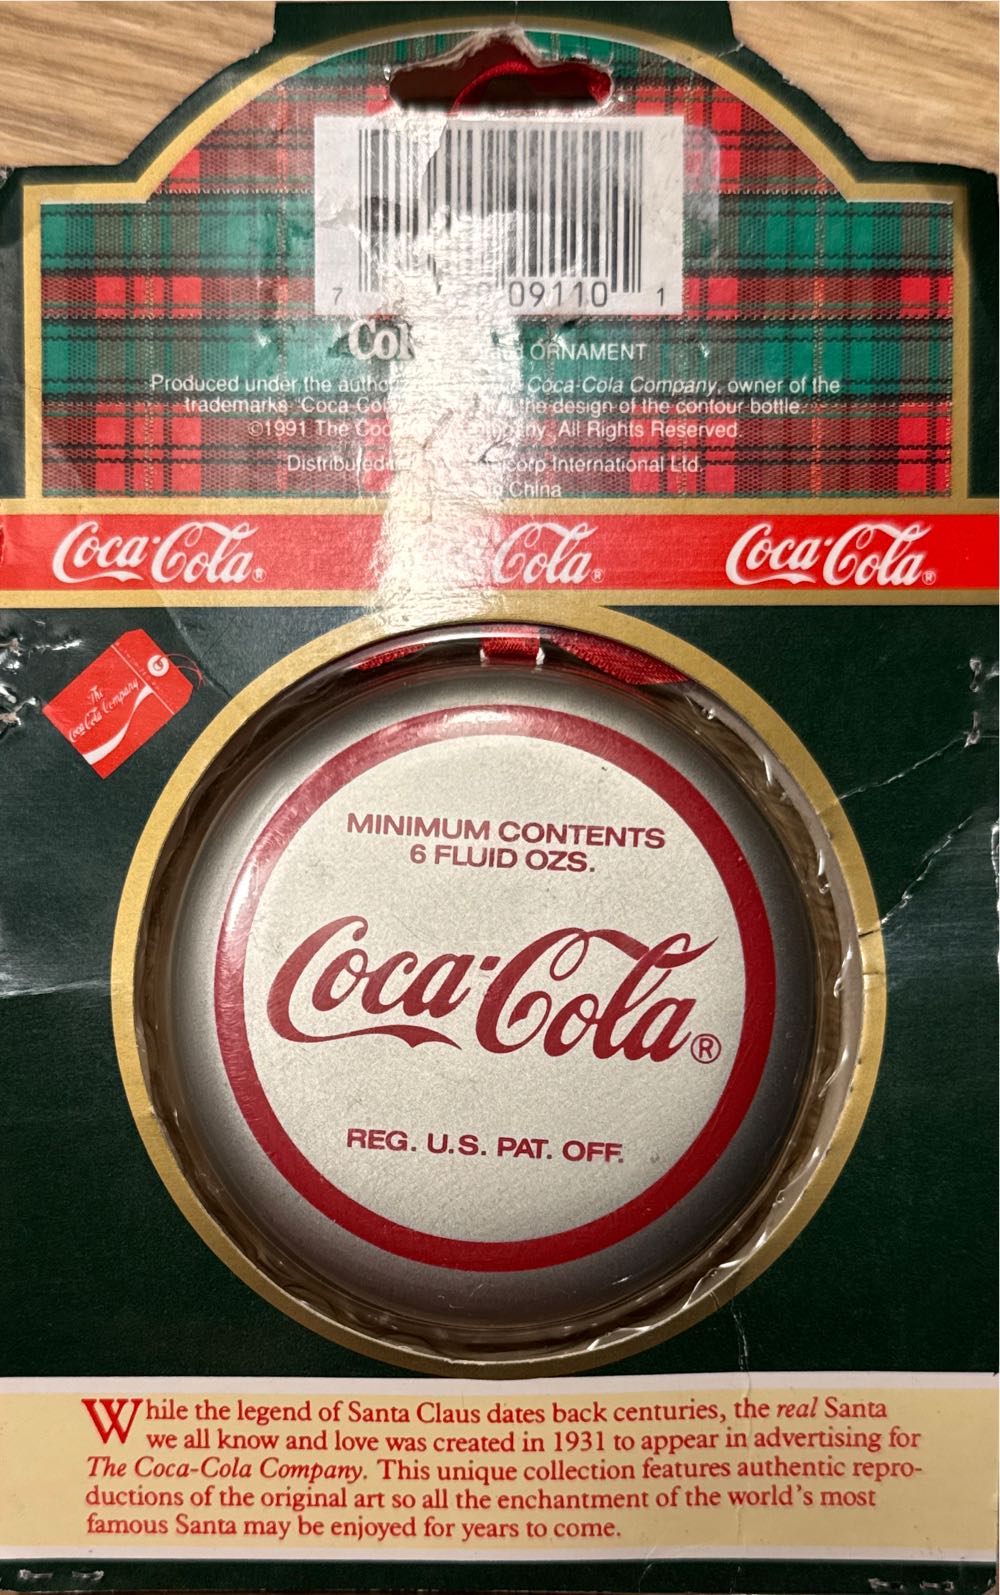 7 09110 1
Col
ORNAMENT
Produced under the Coca-Cola Company, owner of the
trademarks "Coca-Col the design of the contour bottle.
©1991 The Coc All Rights Reserved.
Distributed International Ltd.
China
Coca-Cola® Cola® Coca-Cola®
The
Coca-Cola Company
MINIMUM CONTENTS
6 FLUID OZS.
Coca-Cola®
REG. U.S. PAT. OFF.
While the legend of Santa Claus dates back centuries, the real Santa
we all know and love was created in 1931 to appear in advertising for
The Coca-Cola Company. This unique collection features authentic repro-
ductions of the original art so all the enchantment of the world's most
famous Santa may be enjoyed for years to come.